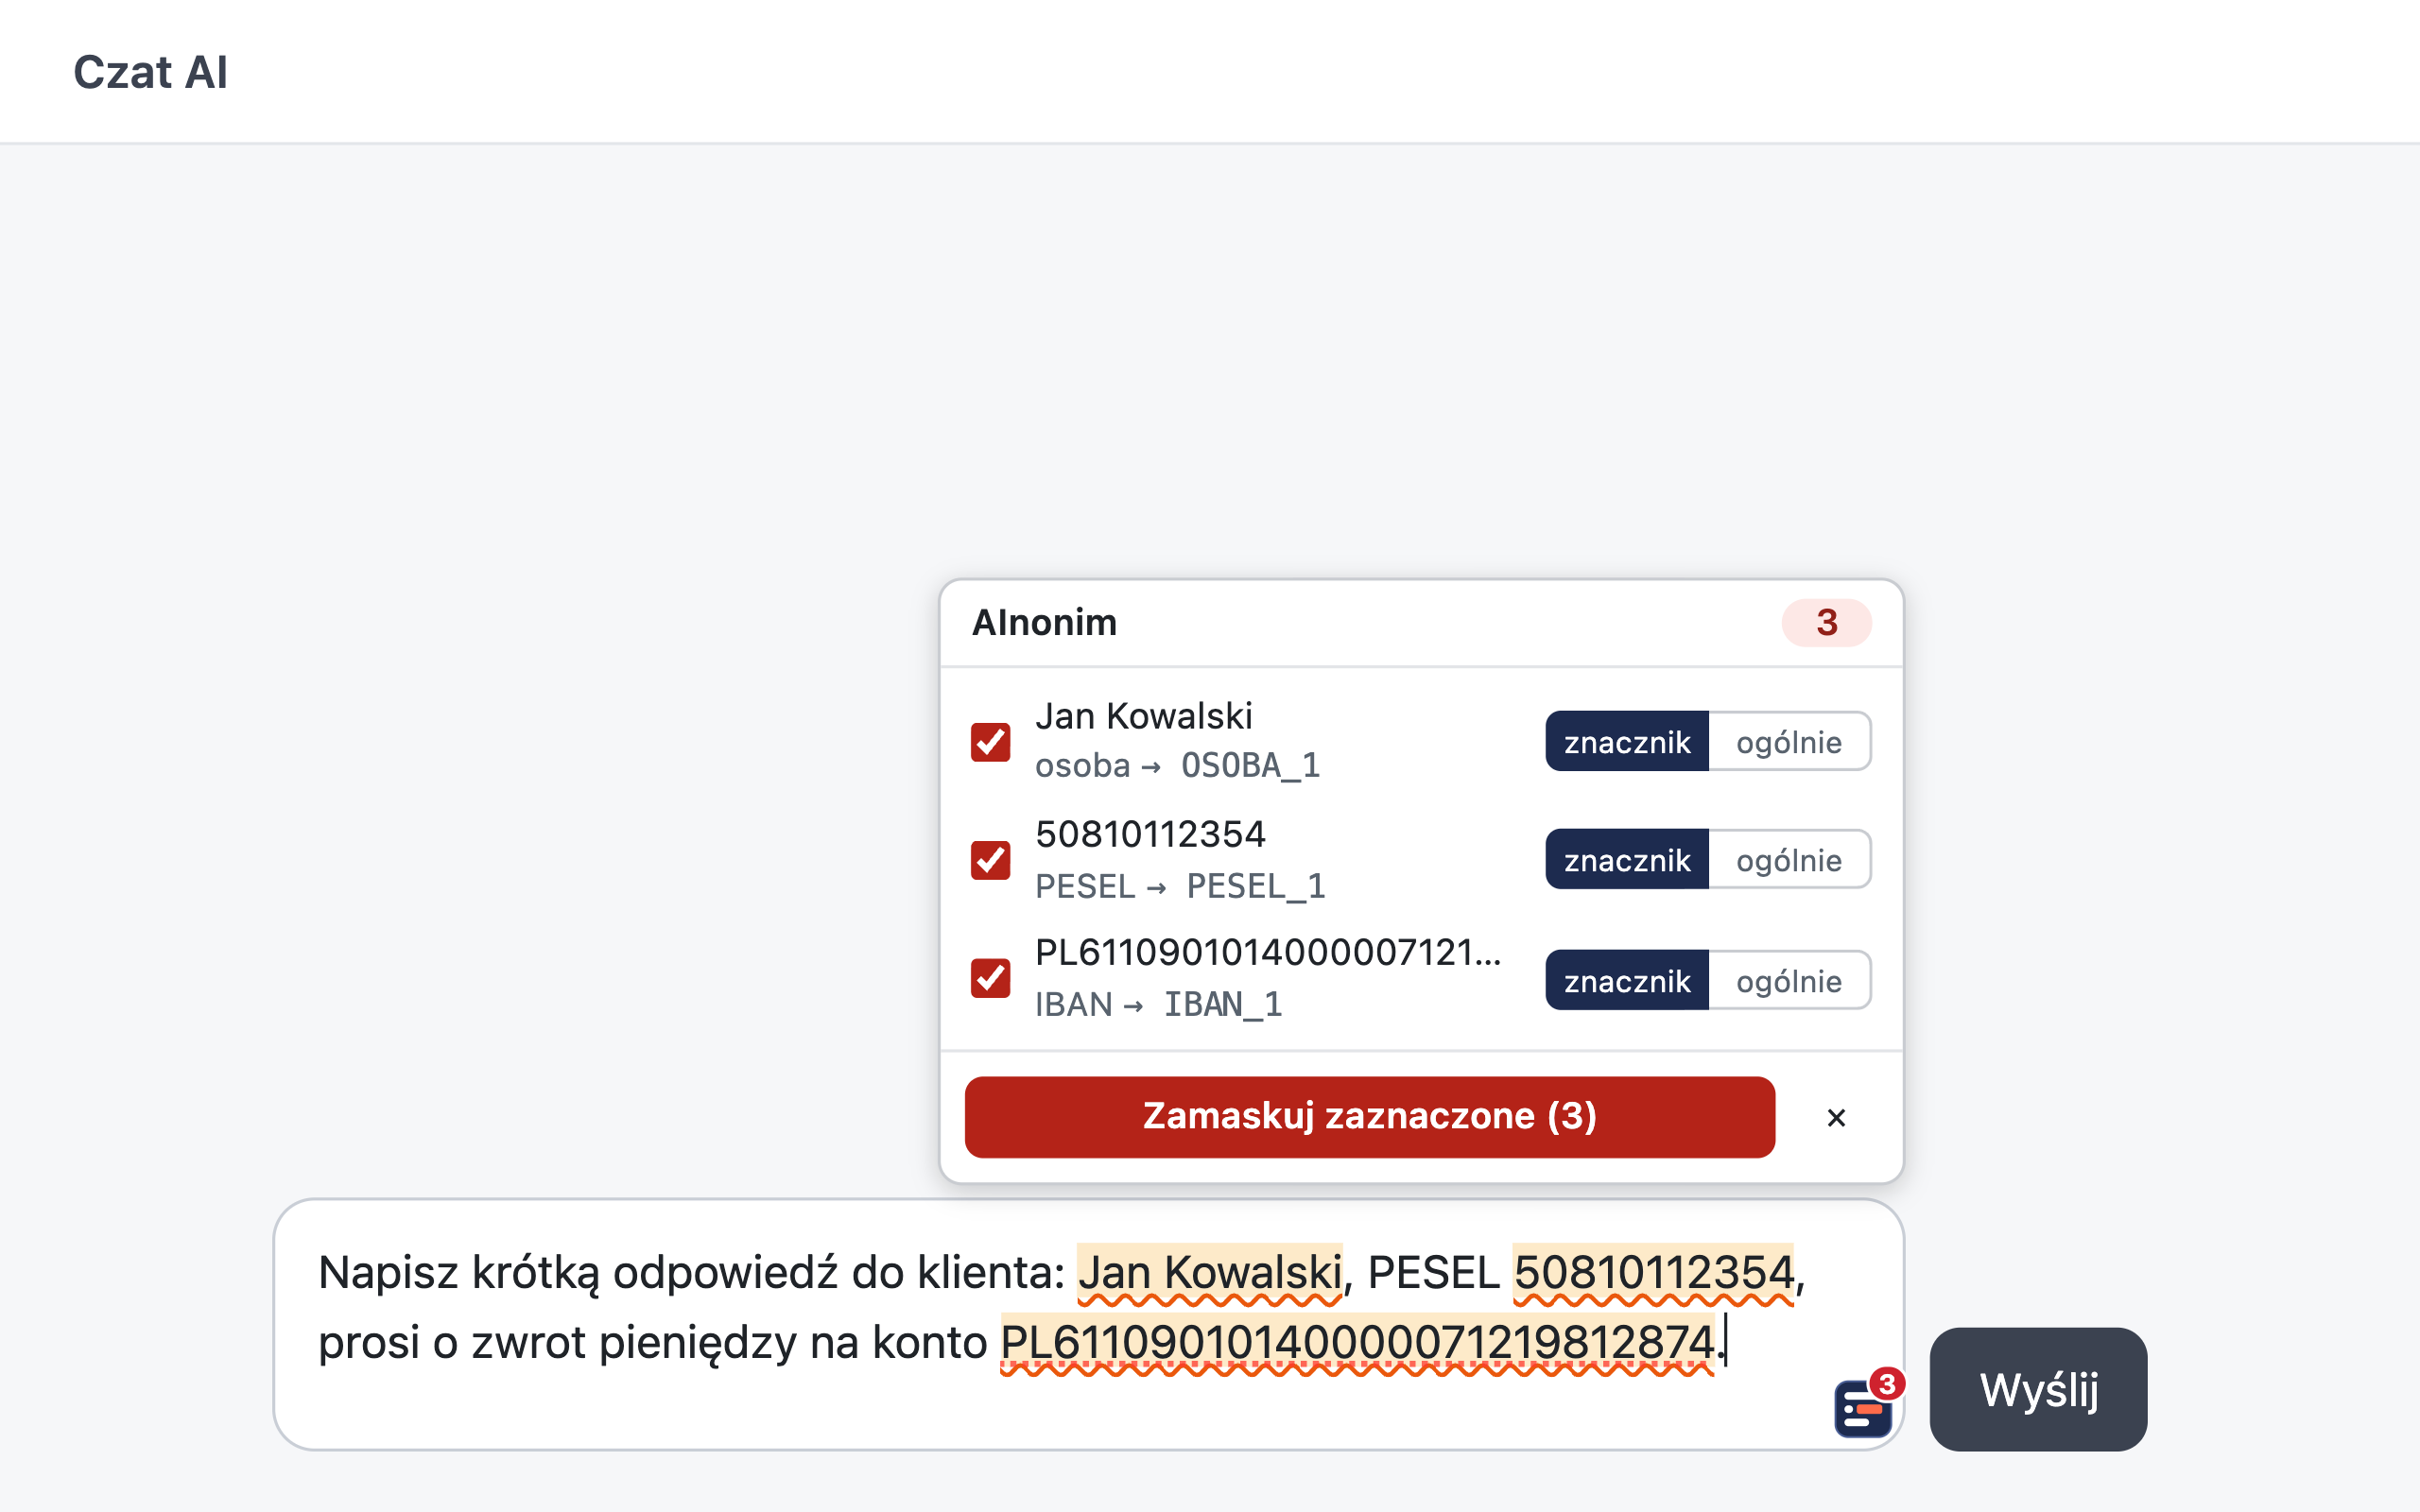 Czat AI
AInonim
3
Jan Kowalski
osoba → OSOBA_1
znacznik ogólnie
50810112354
PESEL → PESEL_1
znacznik ogólnie
PL6110901014000007121...
IBAN → IBAN_1
znacznik ogólnie
Zamaskuj zaznaczone (3) ×
Napisz krótką odpowiedź do klienta: Jan Kowalski, PESEL 50810112354,
prosi o zwrot pieniędzy na konto PL61109010140000071219812874.
3
Wyślij